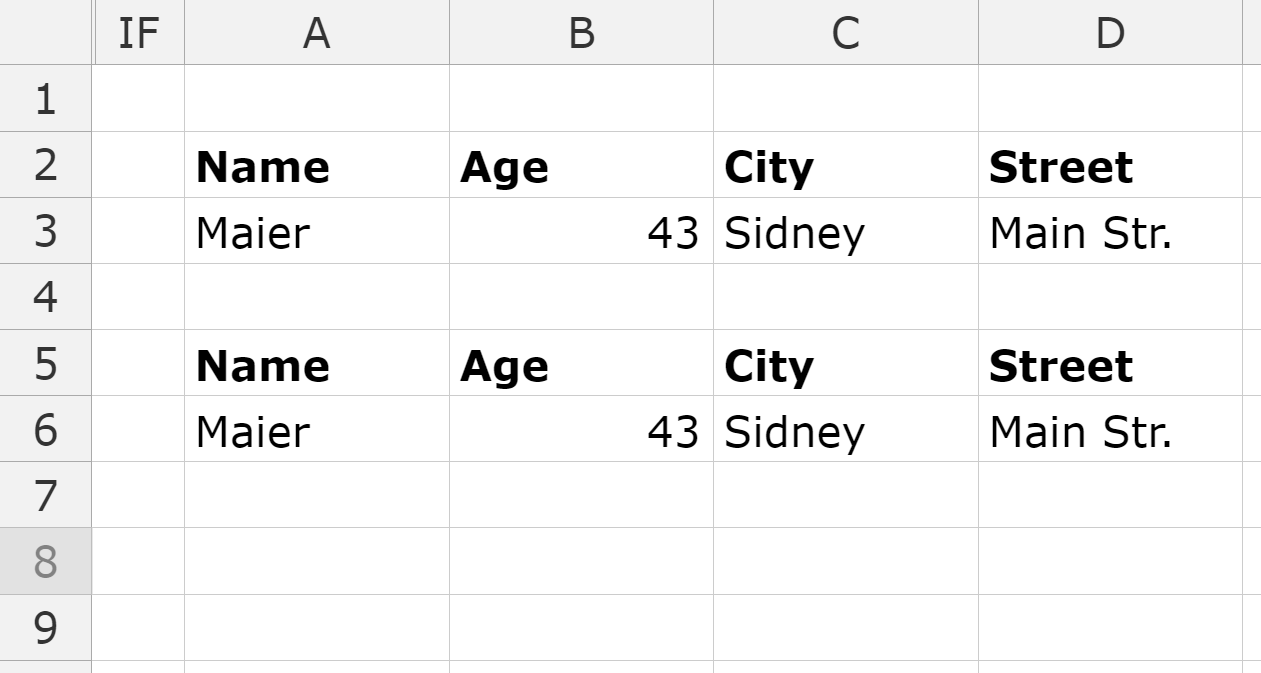 IF A B C D
1
2 Name Age City Street
3 Maier 43 Sidney Main Str.
4
5 Name Age City Street
6 Maier 43 Sidney Main Str.
7
8
9